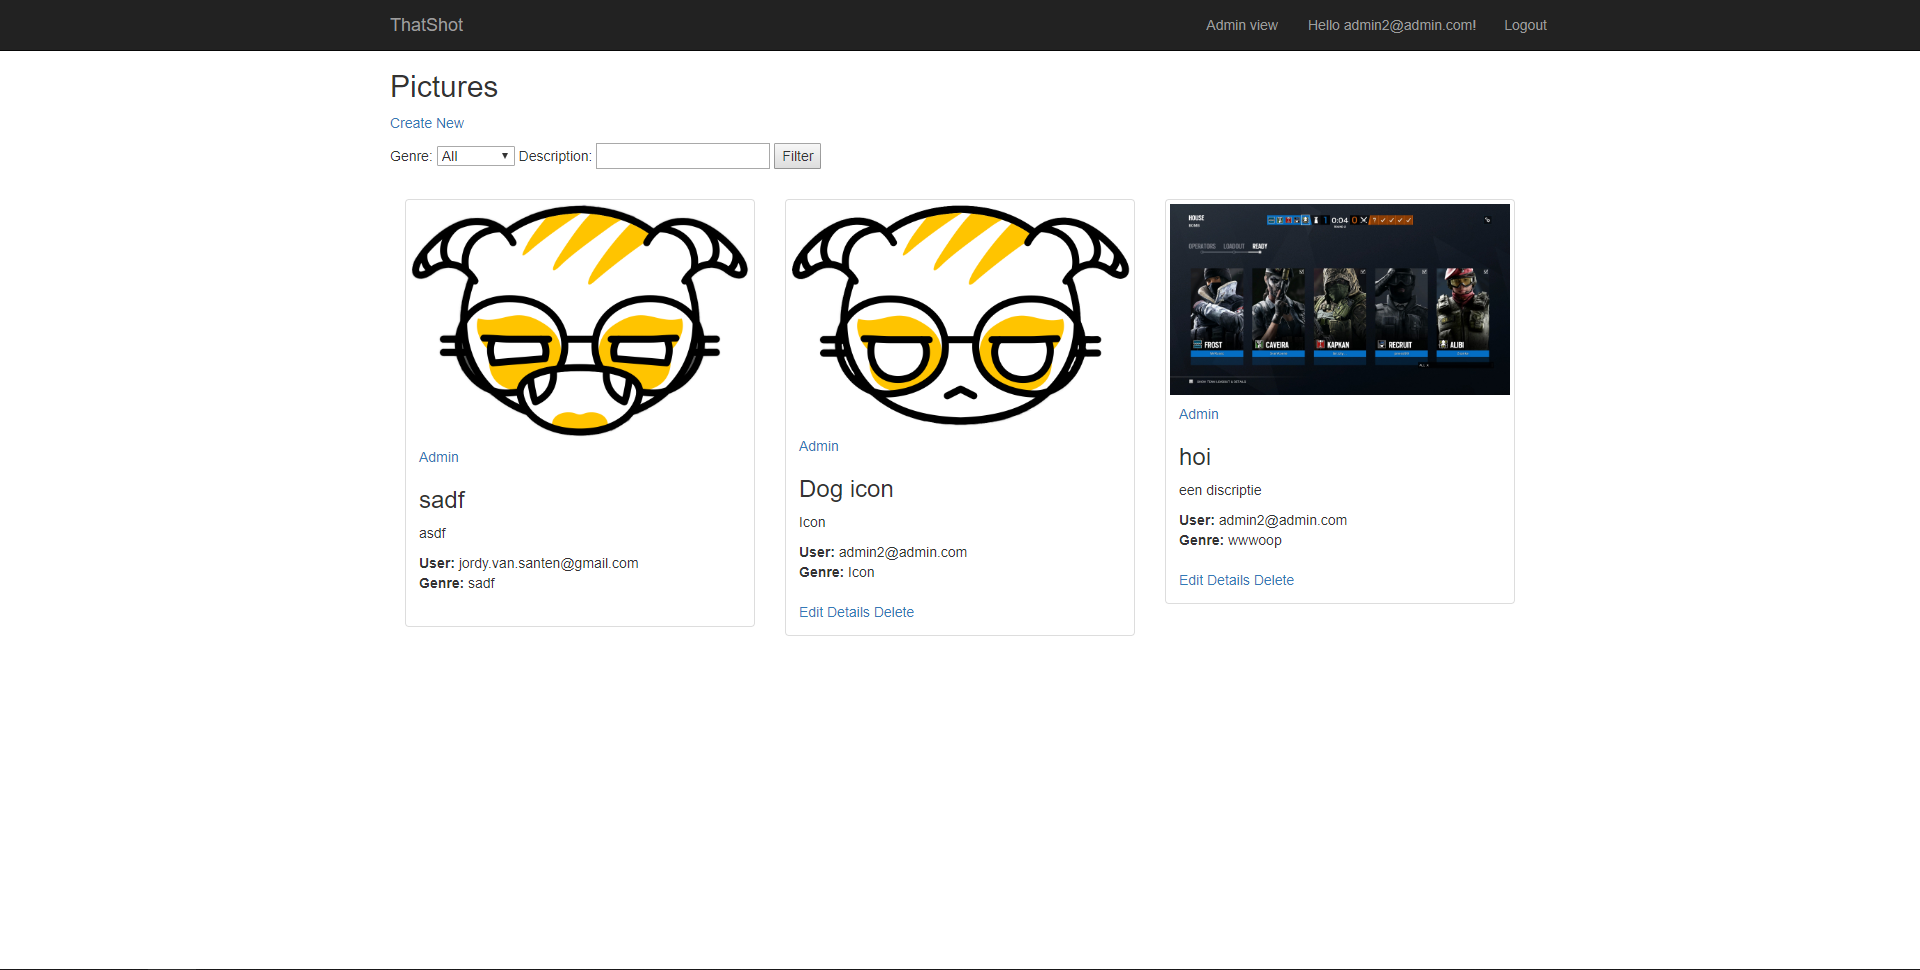 ThatShot
Admin view Hello admin2@admin.com! Logout
Pictures
Create New
Genre: All Description: Filter
Admin
sadf
asdf
User: jordy.van.santen@gmail.com
Genre: sadf
Admin
Dog icon
Icon
User: admin2@admin.com
Genre: Icon
Edit Details Delete
HOUSE
0:04 0
OPERATORS LOADOUT READY
FROST CAVEIRA KAPKAN RECRUIT ALIBI
Admin
hoi
een discriptie
User: admin2@admin.com
Genre: wwwoop
Edit Details Delete